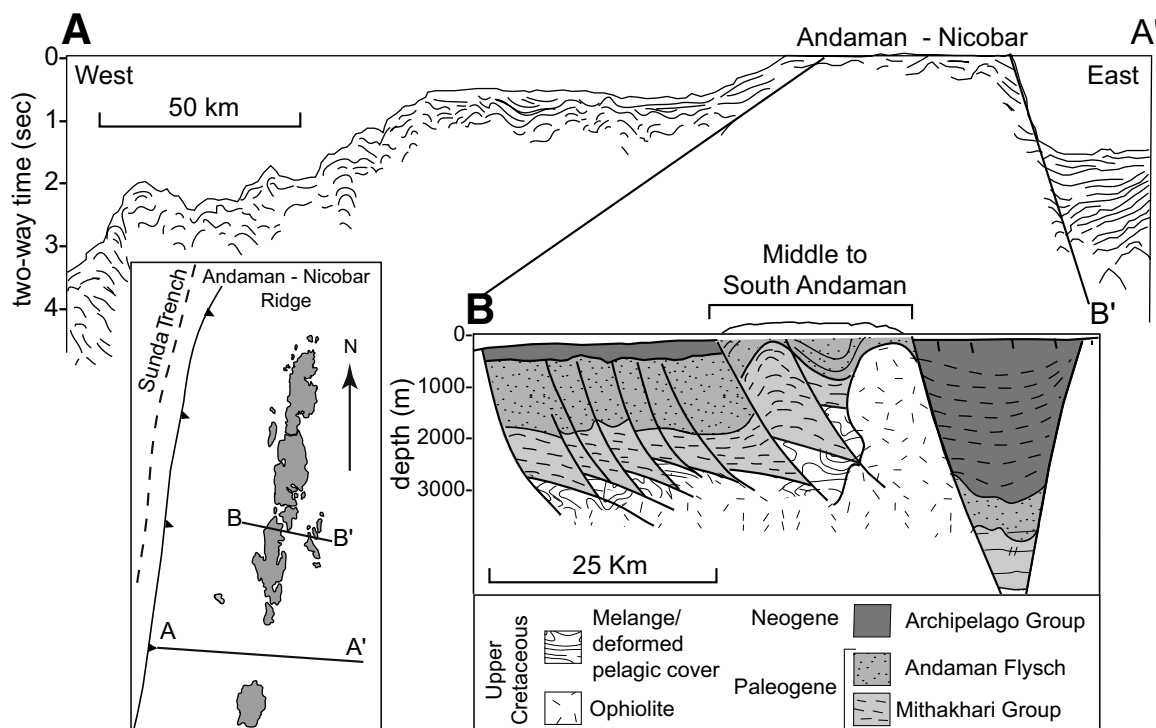 A
Andaman - Nicobar
A'
West
East
50 km
two-way time (sec)
0
1
2
3
4
Andaman - Nicobar
Ridge
Sunda Trench
N
B
B'
A
A'
Middle to
South Andaman
B
B'
depth (m)
0
1000
2000
3000
25 Km
Upper
Cretaceous
Melange/
deformed
pelagic cover
Ophiolite
Neogene
Archipelago Group
Paleogene
Andaman Flysch
Mithakhari Group